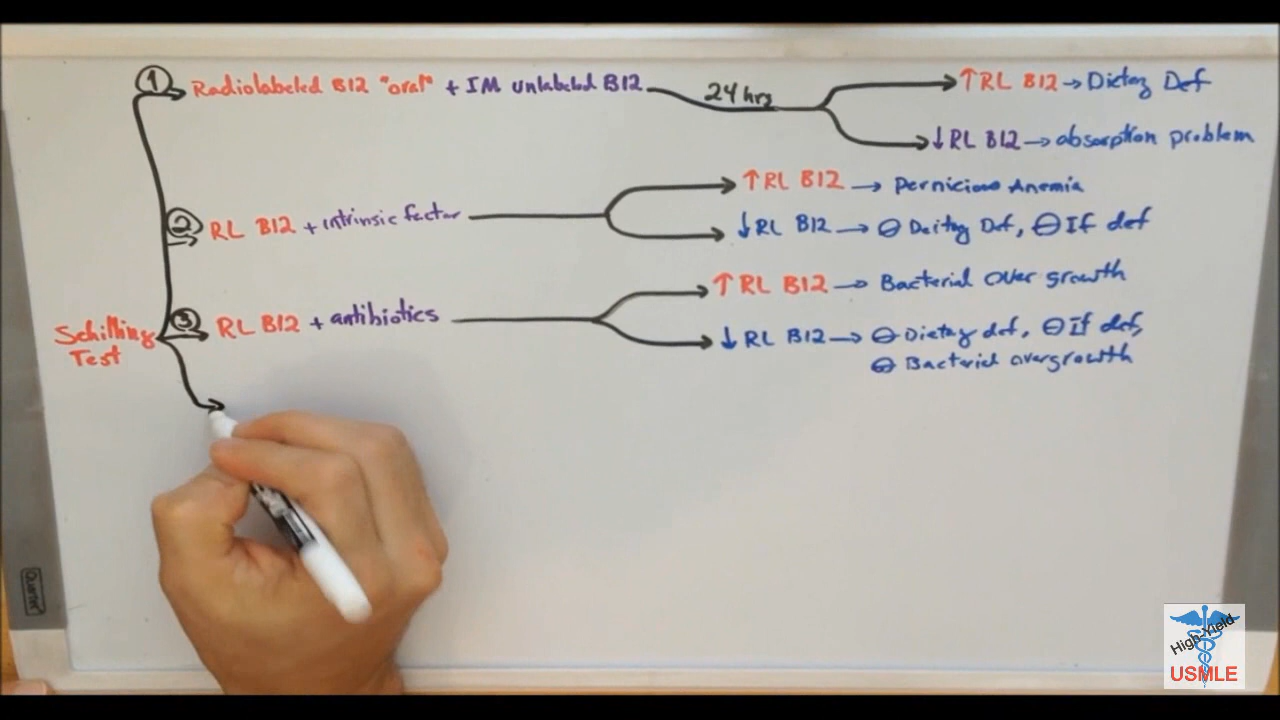 ① Radiolabeled B12 "oral" + IM unlabeled B12 24 hrs ↑ RL B12 → Dietary Def
↓ RL B12 → absorption problem
② RL B12 + intrinsic factor ↑ RL B12 → Pernicious Anemia
↓ RL B12 → ⊖ Deitary Def, ⊖ If def
③ RL B12 + antibiotics ↑ RL B12 → Bacterial over growth
↓ RL B12 → ⊖ Dietary def, ⊖ If def,
⊖ Bacterial overgrowth
Schilling
Test
Quartet
High-Yield
USMLE